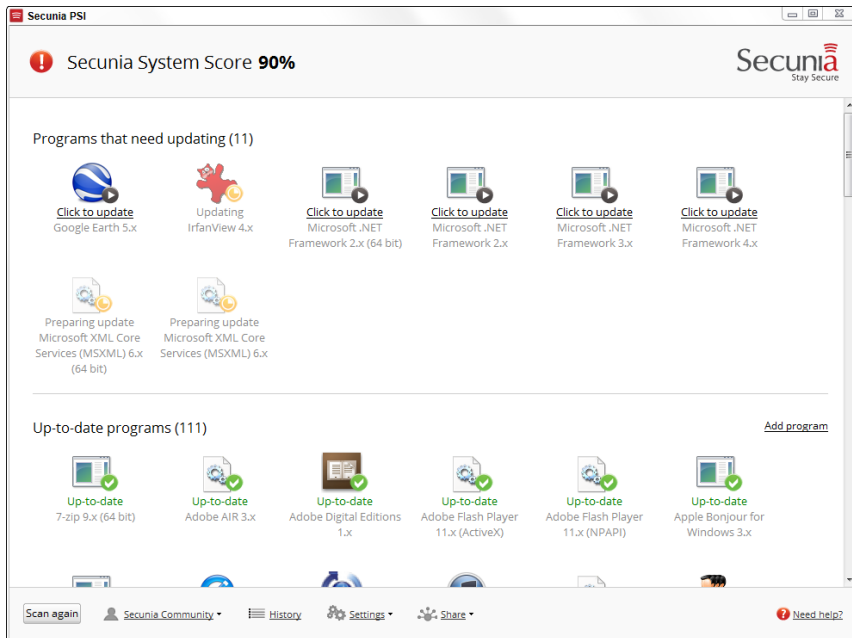 Secunia PSI
Secunia System Score 90%
Secunia
Stay Secure
Programs that need updating (11)
Click to update
Google Earth 5.x
Updating
IrfanView 4.x
Click to update
Microsoft .NET
Framework 2.x (64 bit)
Click to update
Microsoft .NET
Framework 2.x
Click to update
Microsoft .NET
Framework 3.x
Click to update
Microsoft .NET
Framework 4.x
Preparing update
Microsoft XML Core
Services (MSXML) 6.x
(64 bit)
Preparing update
Microsoft XML Core
Services (MSXML) 6.x
Up-to-date programs (111)
Add program
Up-to-date
7-zip 9.x (64 bit)
Up-to-date
Adobe AIR 3.x
Up-to-date
Adobe Digital Editions
1.x
Up-to-date
Adobe Flash Player
11.x (ActiveX)
Up-to-date
Adobe Flash Player
11.x (NPAPI)
Up-to-date
Apple Bonjour for
Windows 3.x
Scan again
Secunia Community
History
Settings
Share
Need help?